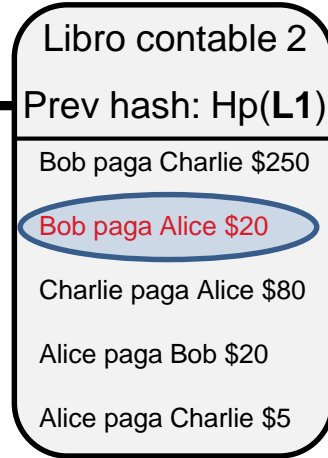 Libro contable 2
Prev hash: Hp(L1)
Bob paga Charlie $250
Bob paga Alice $20
Charlie paga Alice $80
Alice paga Bob $20
Alice paga Charlie $5